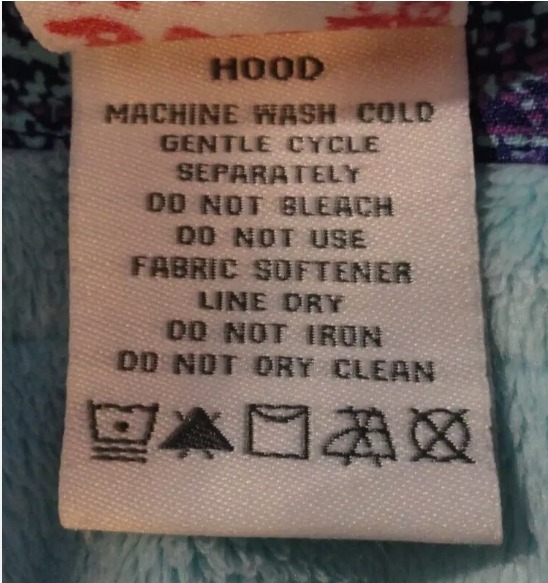 HOOD
MACHINE WASH COLD
GENTLE CYCLE
SEPARATELY
DO NOT BLEACH
DO NOT USE
FABRIC SOFTENER
LINE DRY
DO NOT IRON
DO NOT DRY CLEAN